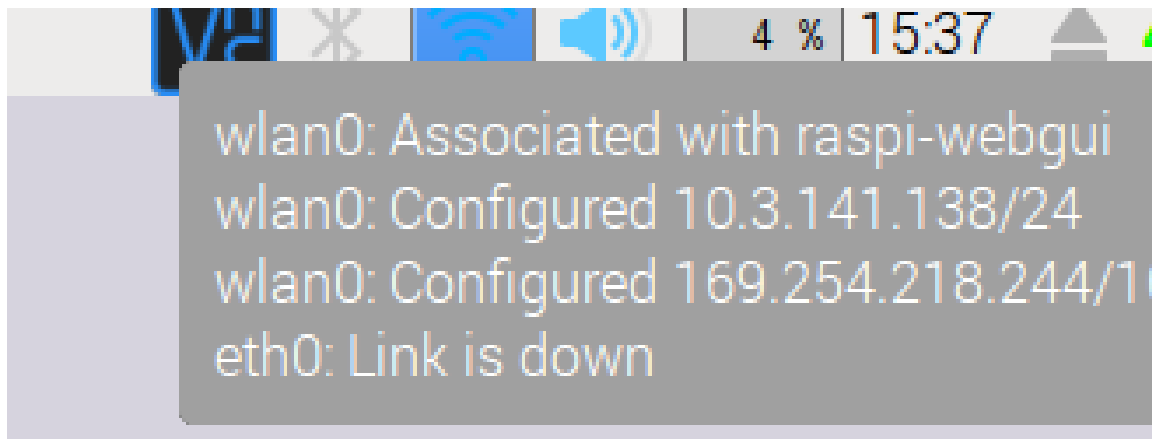 4 % 15:37
wlan0: Associated with raspi-webgui
wlan0: Configured 10.3.141.138/24
wlan0: Configured 169.254.218.244/1
eth0: Link is down